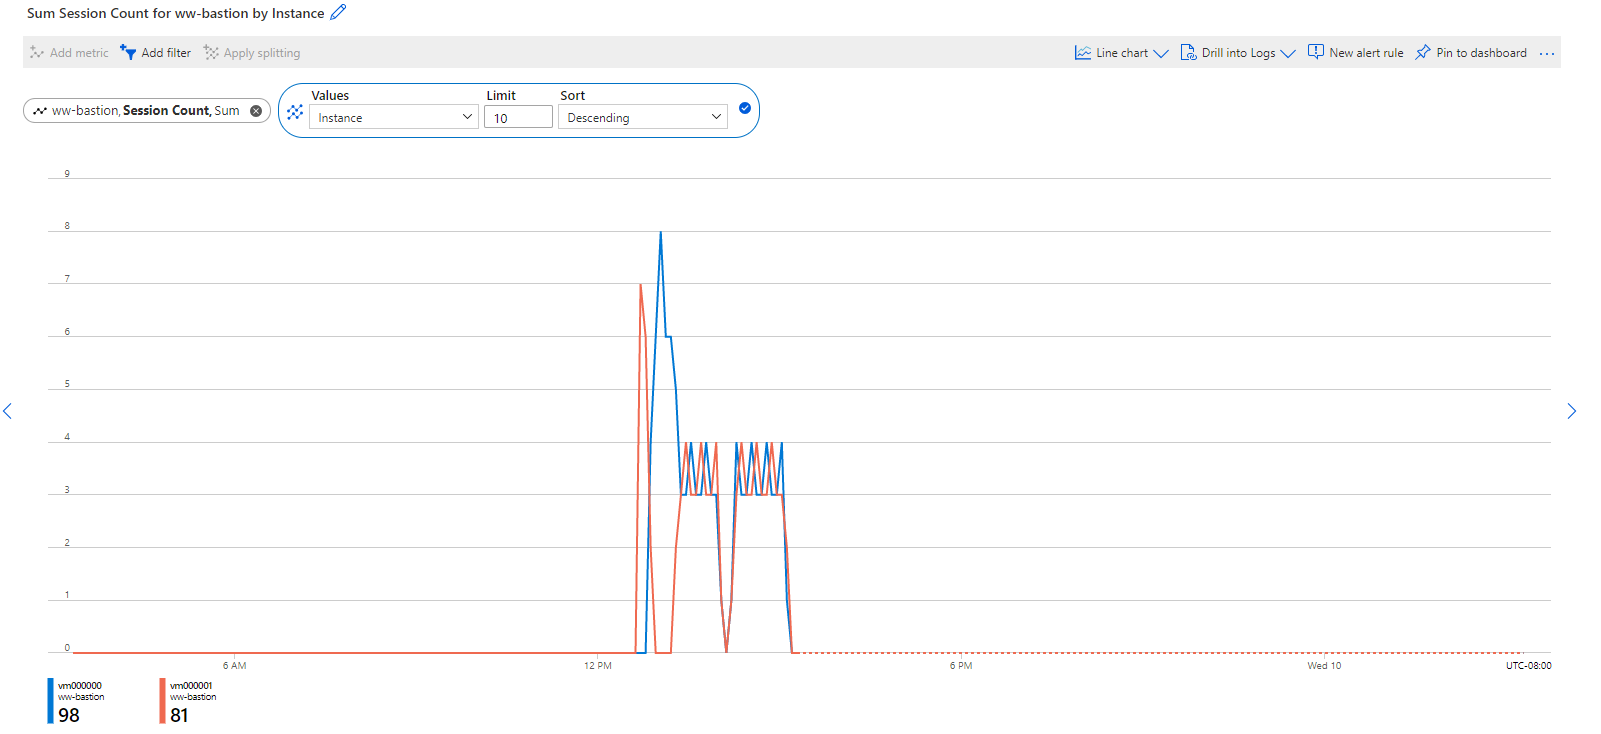 Sum Session Count for ww-bastion by Instance
Add metric Add filter Apply splitting Line chart Drill into Logs New alert rule Pin to dashboard ...
ww-bastion, Session Count, Sum
Values Limit Sort
Instance 10 Descending
9
8
7
6
5
4
3
2
1
0
6 AM 12 PM 6 PM Wed 10 UTC-08:00
vm000000
ww-bastion
98
vm000001
ww-bastion
81